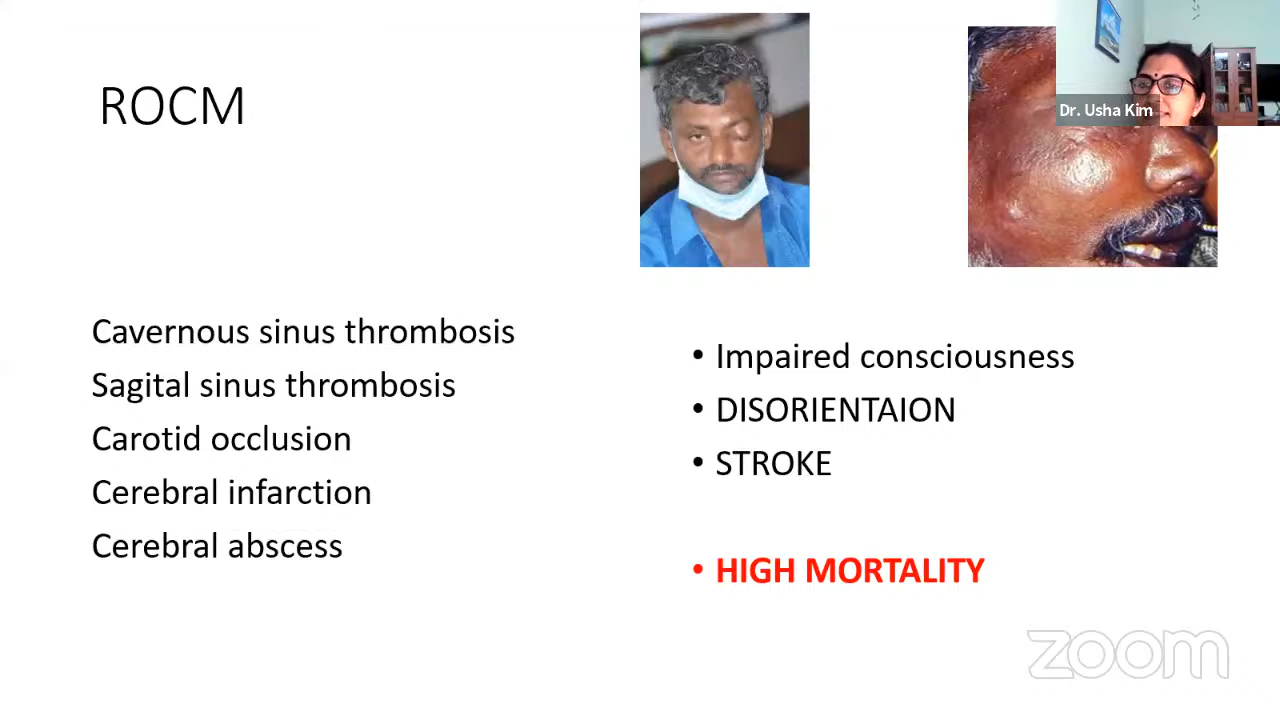 ROCM
Dr. Usha Kim
Cavernous sinus thrombosis
Sagital sinus thrombosis
Carotid occlusion
Cerebral infarction
Cerebral abscess
• Impaired consciousness
• DISORIENTAION
• STROKE
• HIGH MORTALITY
zoom